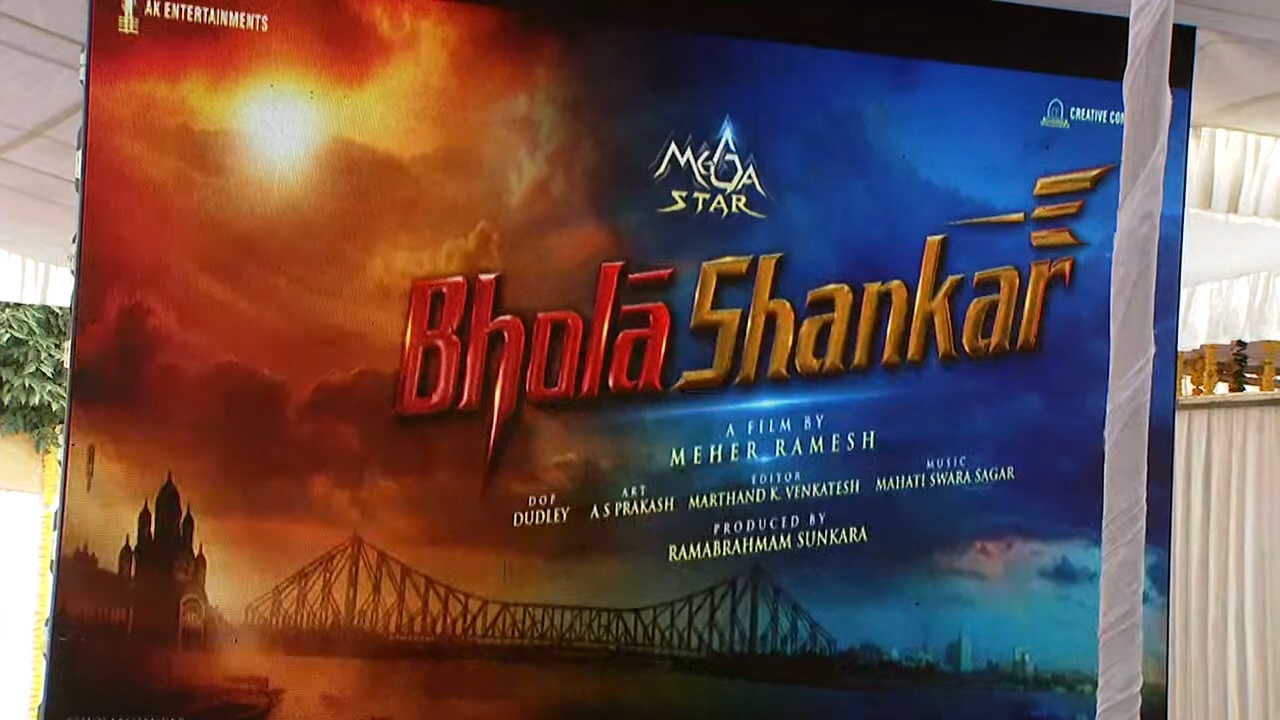 AK ENTERTAINMENTS
CREATIVE
MEGA
STAR
Bhola Shankar
A FILM BY
MEHER RAMESH
DOP ART EDITOR MUSIC
DUDLEY A S PRAKASH MARTHAND K. VENKATESH MAHATI SWARA SAGAR
PRODUCED BY
RAMABRAHMAM SUNKARA